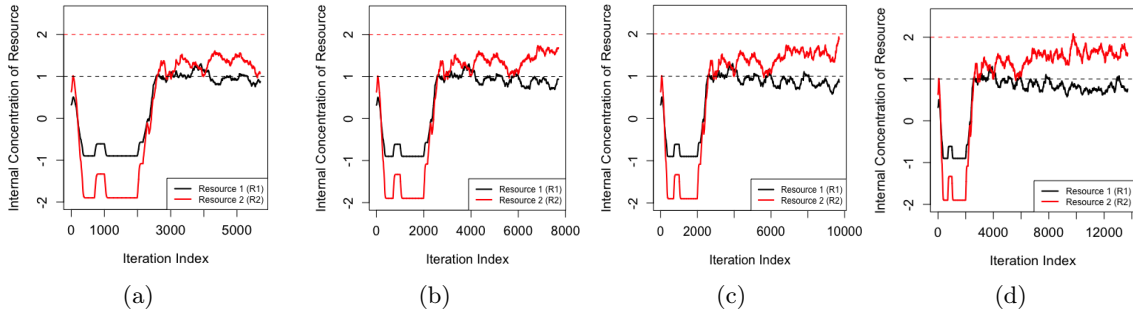 Internal Concentration of Resource
2
1
0
-1
-2
0
1000
3000
5000
Iteration Index
Resource 1 (R1)
Resource 2 (R2)
(a)
Internal Concentration of Resource
2
1
0
-1
-2
0
2000
4000
6000
8000
Iteration Index
Resource 1 (R1)
Resource 2 (R2)
(b)
Internal Concentration of Resource
2
1
0
-1
-2
0
2000
6000
10000
Iteration Index
Resource 1 (R1)
Resource 2 (R2)
(c)
Internal Concentration of Resource
2
1
0
-1
-2
0
4000
8000
12000
Iteration Index
Resource 1 (R1)
Resource 2 (R2)
(d)